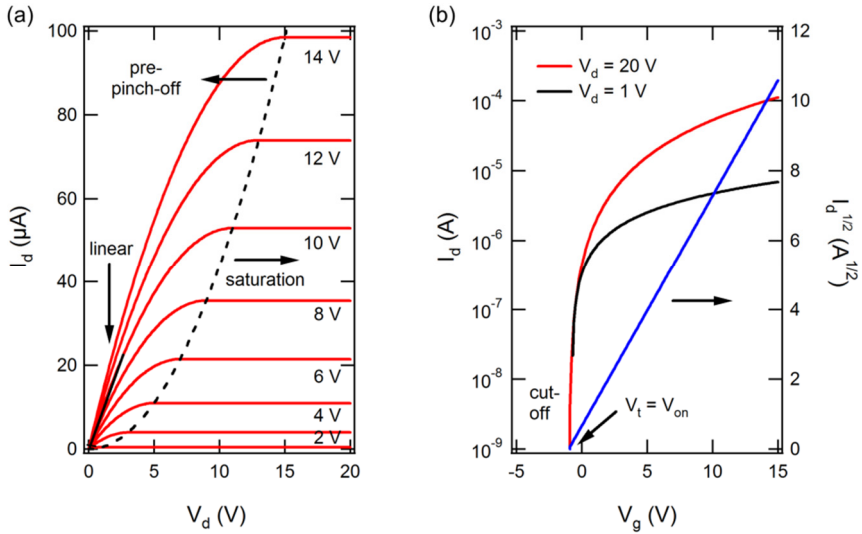 (a)
100
80
60
40
20
0
I_d (µA)
pre-
pinch-off
linear
saturation
14 V
12 V
10 V
8 V
6 V
4 V
2 V
0
5
10
15
20
V_d (V)
(b)
10⁻³
10⁻⁴
10⁻⁵
10⁻⁶
10⁻⁷
10⁻⁸
10⁻⁹
I_d (A)
V_d = 20 V
V_d = 1 V
cut-
off
V_t = V_on
12
10
8
6
4
2
0
I_d^1/2 (A^1/2)
-5
0
5
10
15
V_g (V)